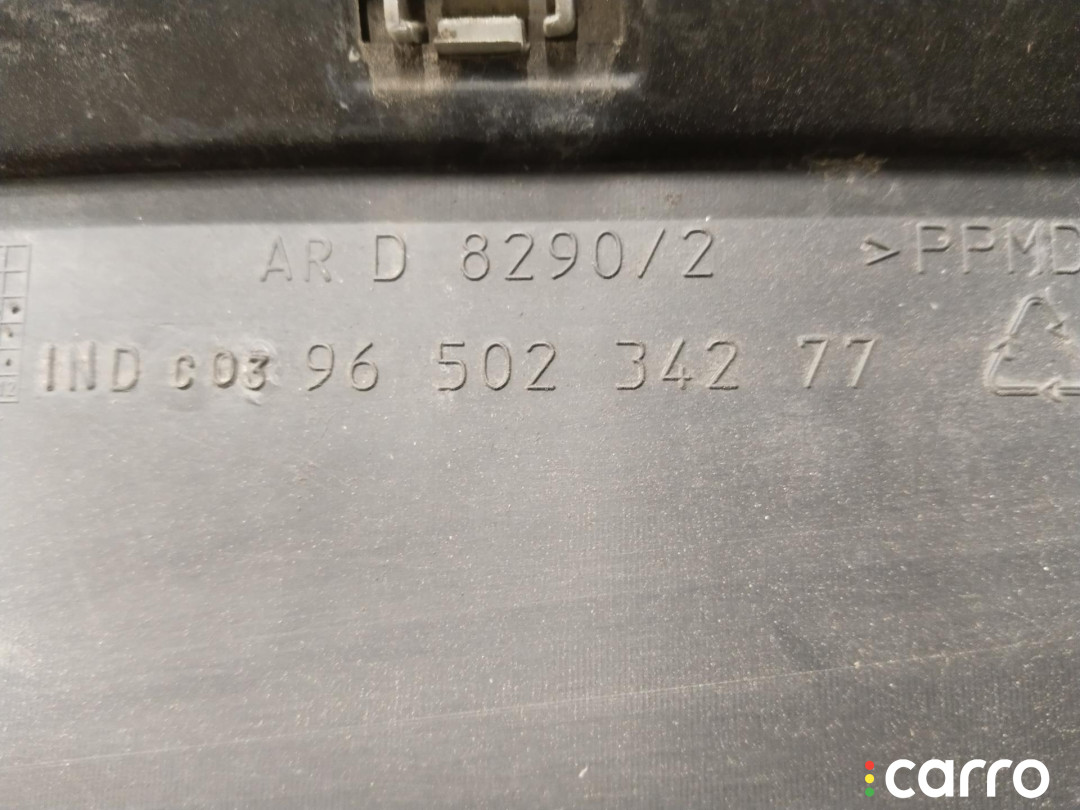 AR D 8290/2 >PPMD
IND C03 96 502 342 77
carro